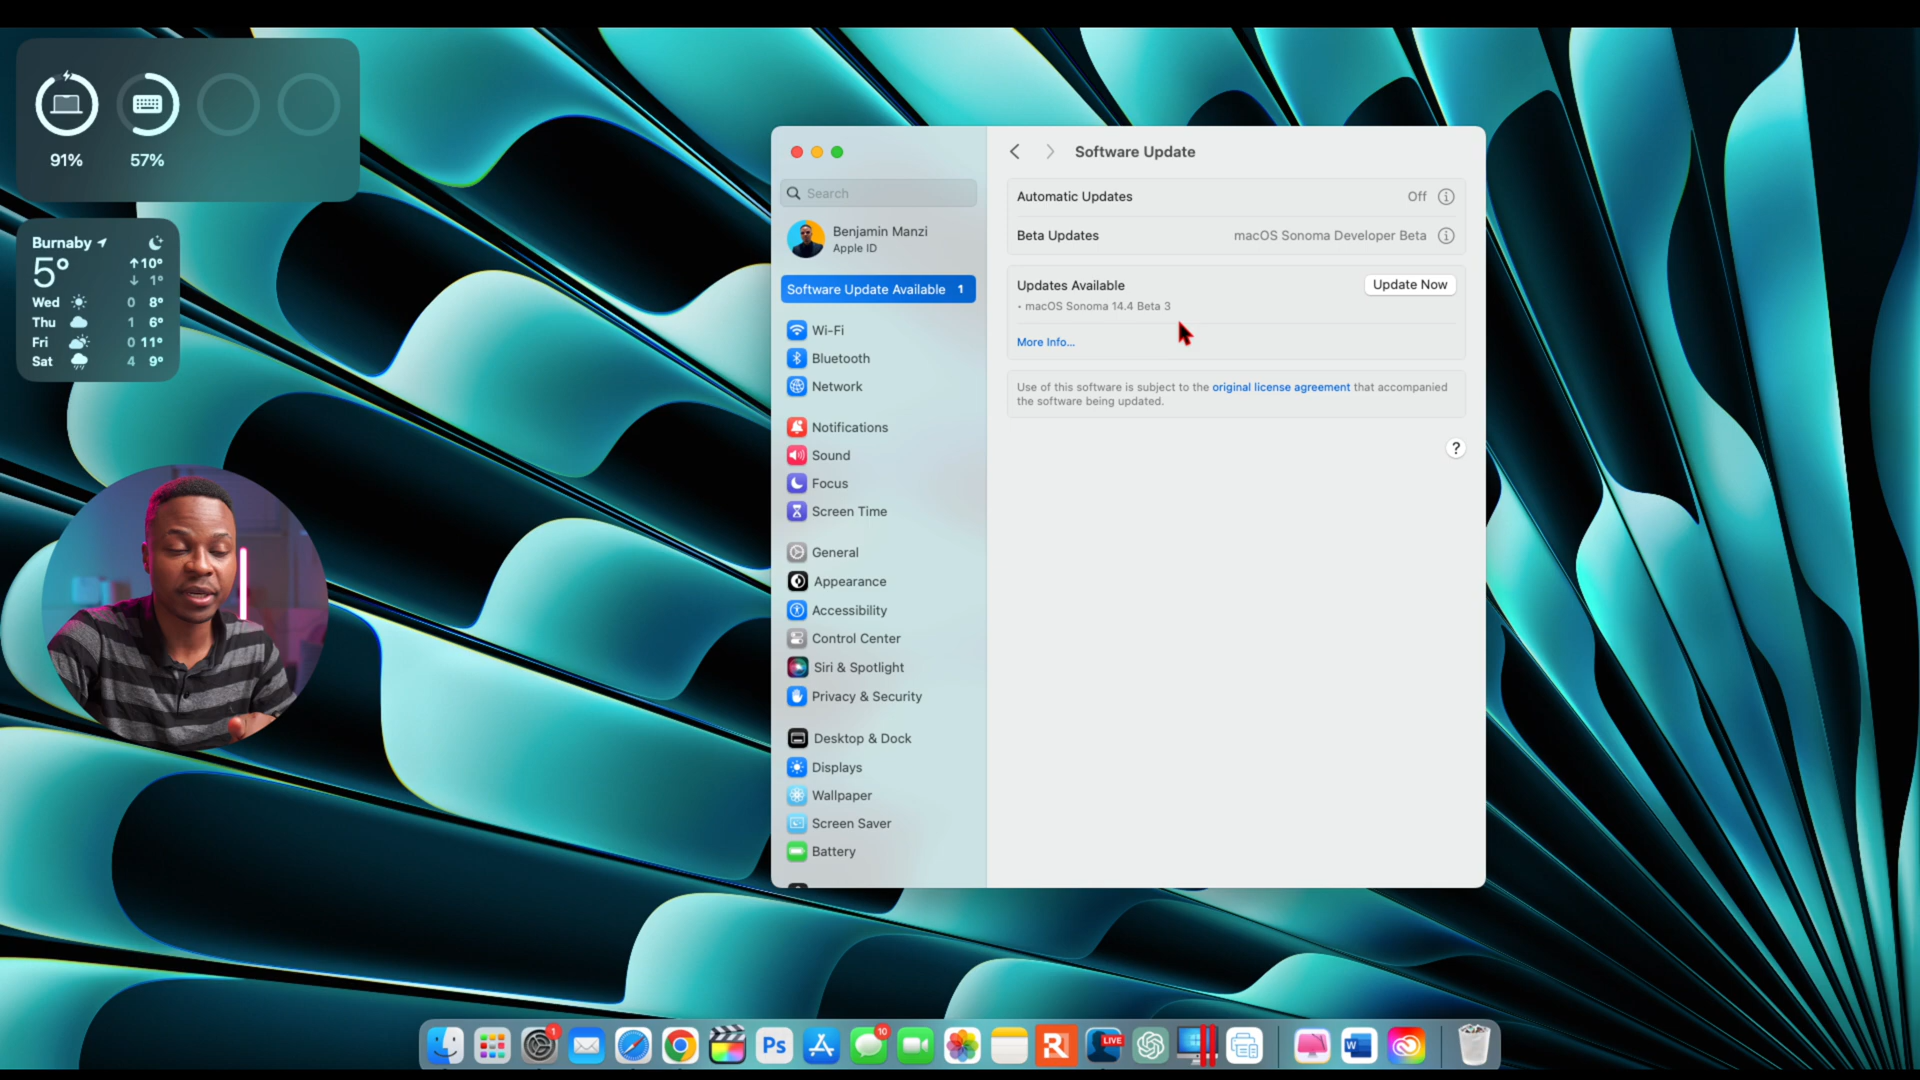 91%
57%
Burnaby
5°
↑10°
↓ 1°
Wed 0 8°
Thu 1 6°
Fri 0 11°
Sat 4 9°
Search
Benjamin Manzi
Apple ID
Software Update Available 1
Wi-Fi
Bluetooth
Network
Notifications
Sound
Focus
Screen Time
General
Appearance
Accessibility
Control Center
Siri & Spotlight
Privacy & Security
Desktop & Dock
Displays
Wallpaper
Screen Saver
Battery
Software Update
Automatic Updates Off
Beta Updates macOS Sonoma Developer Beta
Updates Available Update Now
• macOS Sonoma 14.4 Beta 3
More Info...
Use of this software is subject to the original license agreement that accompanied
the software being updated.
?
1
Ps
10
R
LIVE
W